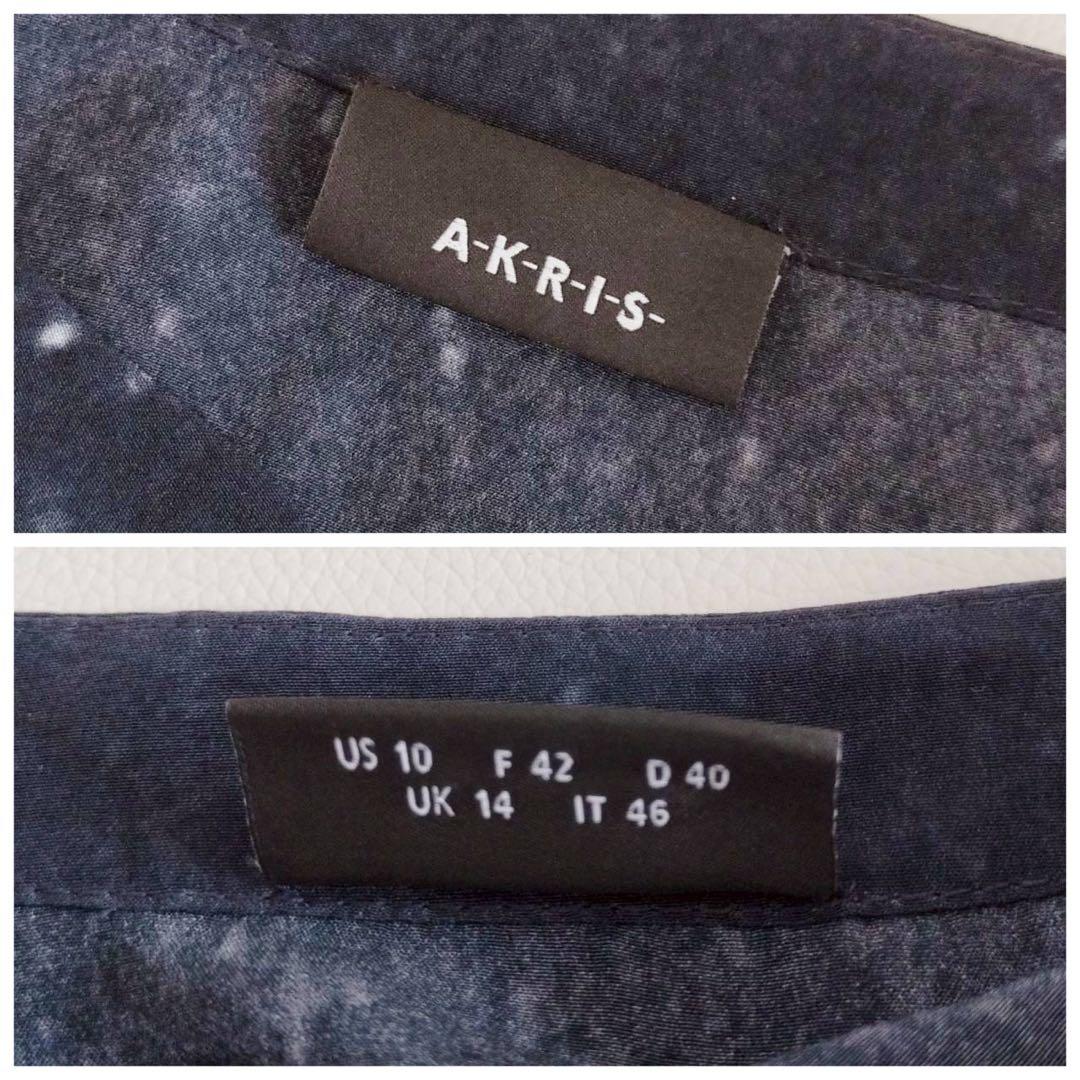 A-K-R-I-S-
US 10 F 42 D 40
UK 14 IT 46